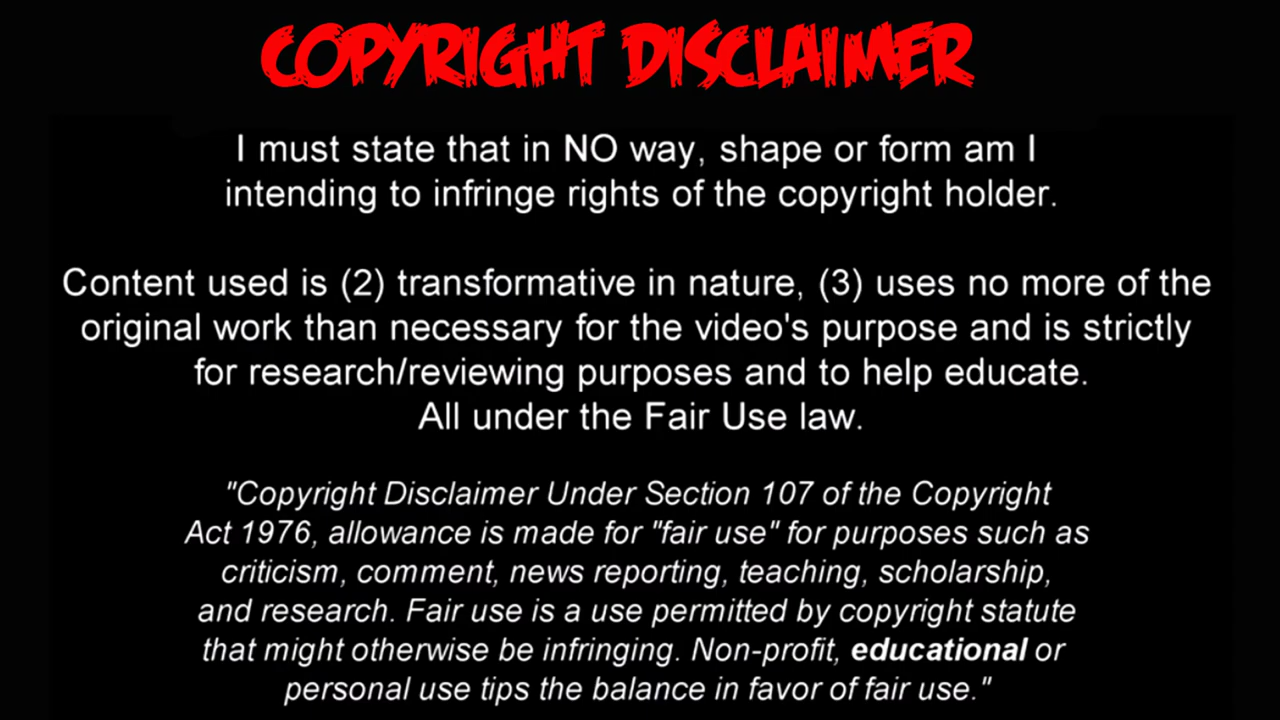 COPYRIGHT DISCLAIMER
I must state that in NO way, shape or form am I
intending to infringe rights of the copyright holder.
Content used is (2) transformative in nature, (3) uses no more of the
original work than necessary for the video's purpose and is strictly
for research/reviewing purposes and to help educate.
All under the Fair Use law.
"Copyright Disclaimer Under Section 107 of the Copyright
Act 1976, allowance is made for "fair use" for purposes such as
criticism, comment, news reporting, teaching, scholarship,
and research. Fair use is a use permitted by copyright statute
that might otherwise be infringing. Non-profit, educational or
personal use tips the balance in favor of fair use."